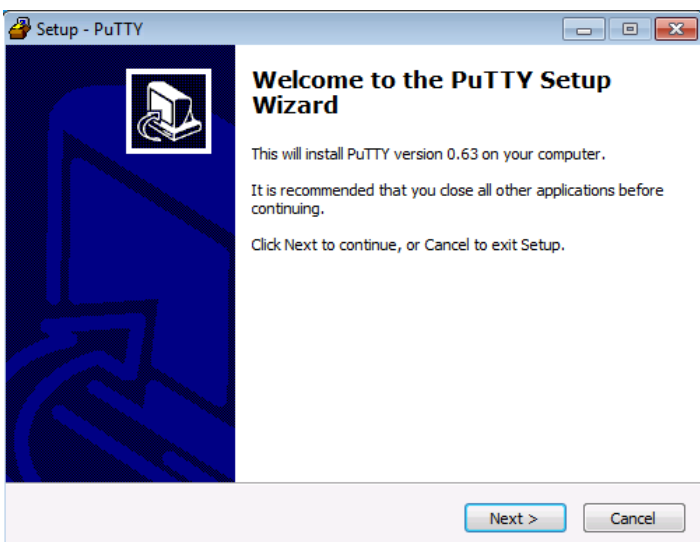 Setup - PuTTY
Welcome to the PuTTY Setup
Wizard
This will install PuTTY version 0.63 on your computer.
It is recommended that you close all other applications before
continuing.
Click Next to continue, or Cancel to exit Setup.
Next >
Cancel